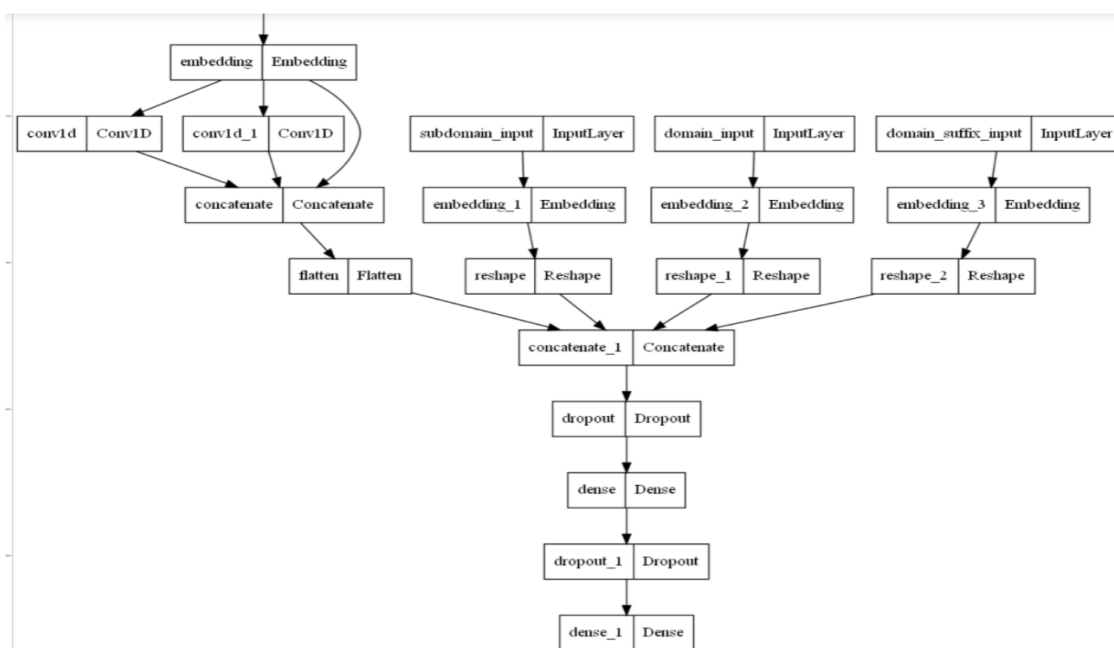 embedding Embedding
conv1d Conv1D conv1d_1 Conv1D subdomain_input InputLayer domain_input InputLayer domain_suffix_input InputLayer
concatenate Concatenate embedding_1 Embedding embedding_2 Embedding embedding_3 Embedding
flatten Flatten reshape Reshape reshape_1 Reshape reshape_2 Reshape
concatenate_1 Concatenate
dropout Dropout
dense Dense
dropout_1 Dropout
dense_1 Dense